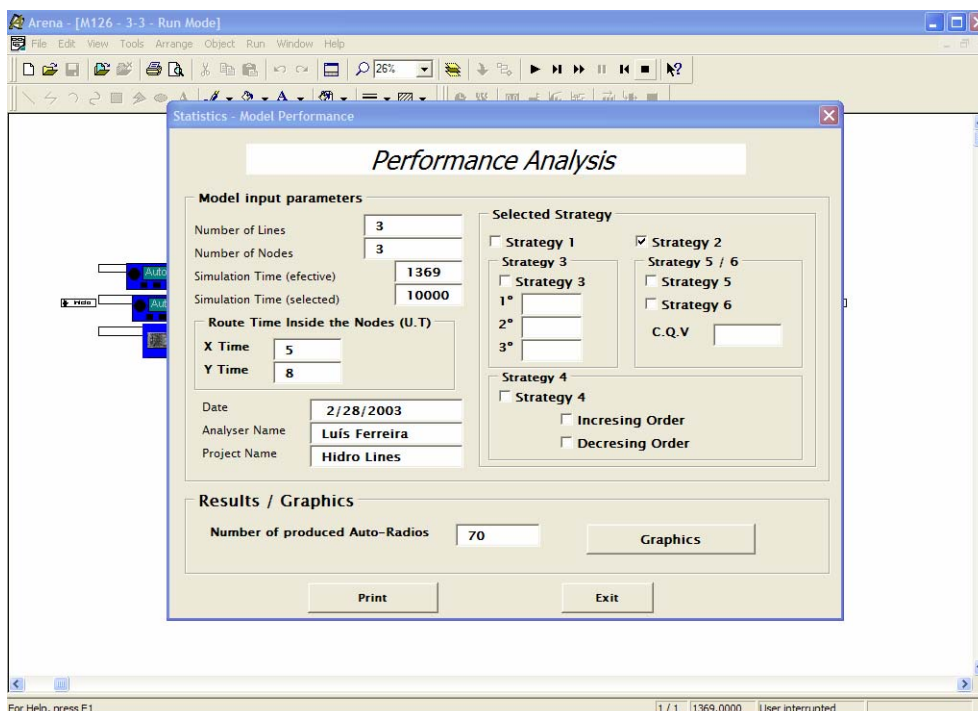 Arena - [M126 - 3-3 - Run Mode]
File Edit View Tools Arrange Object Run Window Help
26%
Statistics - Model Performance
Performance Analysis
Model input parameters
Number of Lines 3
Number of Nodes 3
Simulation Time (efective) 1369
Simulation Time (selected) 10000
Route Time Inside the Nodes (U.T)
X Time 5
Y Time 8
Date 2/28/2003
Analyser Name Luís Ferreira
Project Name Hidro Lines
Selected Strategy
Strategy 1 Strategy 2
Strategy 3
Strategy 3
1º
2º
3º
Strategy 5 / 6
Strategy 5
Strategy 6
C.Q.V
Strategy 4
Strategy 4
Incresing Order
Decresing Order
Results / Graphics
Number of produced Auto-Radios 70
Graphics
Print Exit
Auto
Aut
For Help, press F1 1 / 1 1369.0000 User interrupted